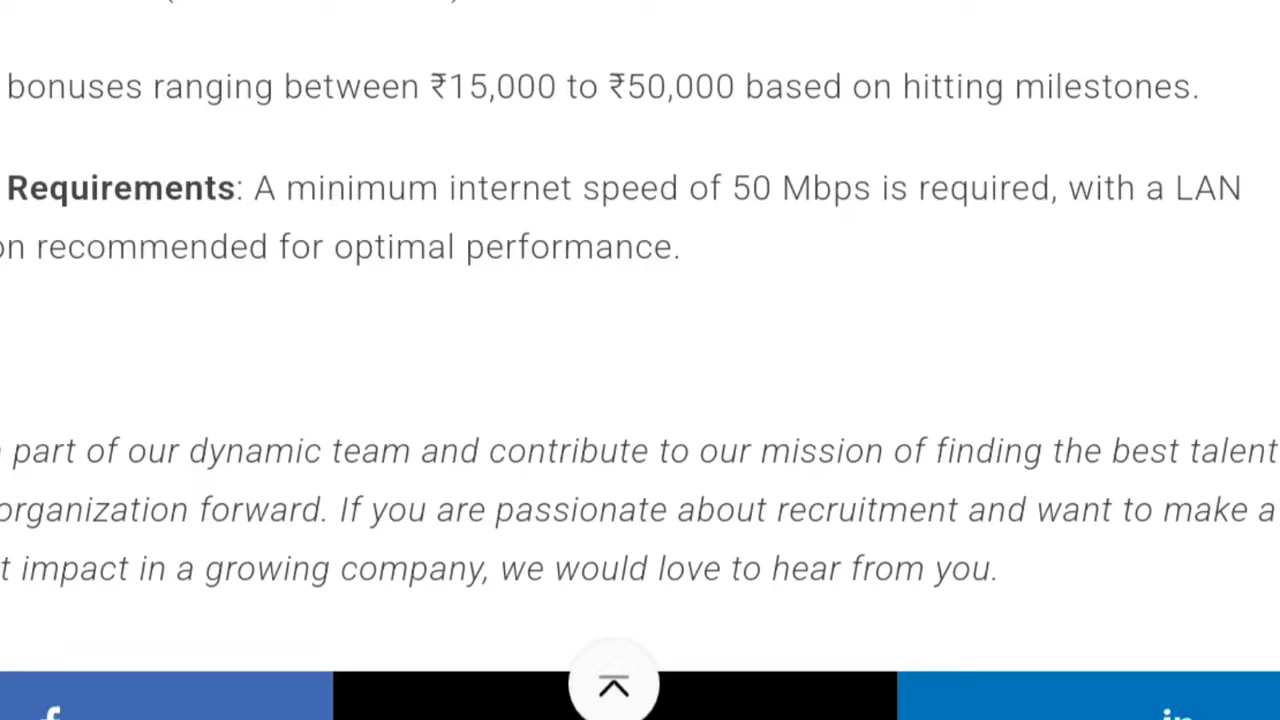 bonuses ranging between ₹15,000 to ₹50,000 based on hitting milestones.
Requirements: A minimum internet speed of 50 Mbps is required, with a LAN
on recommended for optimal performance.
part of our dynamic team and contribute to our mission of finding the best talent
organization forward. If you are passionate about recruitment and want to make a
t impact in a growing company, we would love to hear from you.
f
in